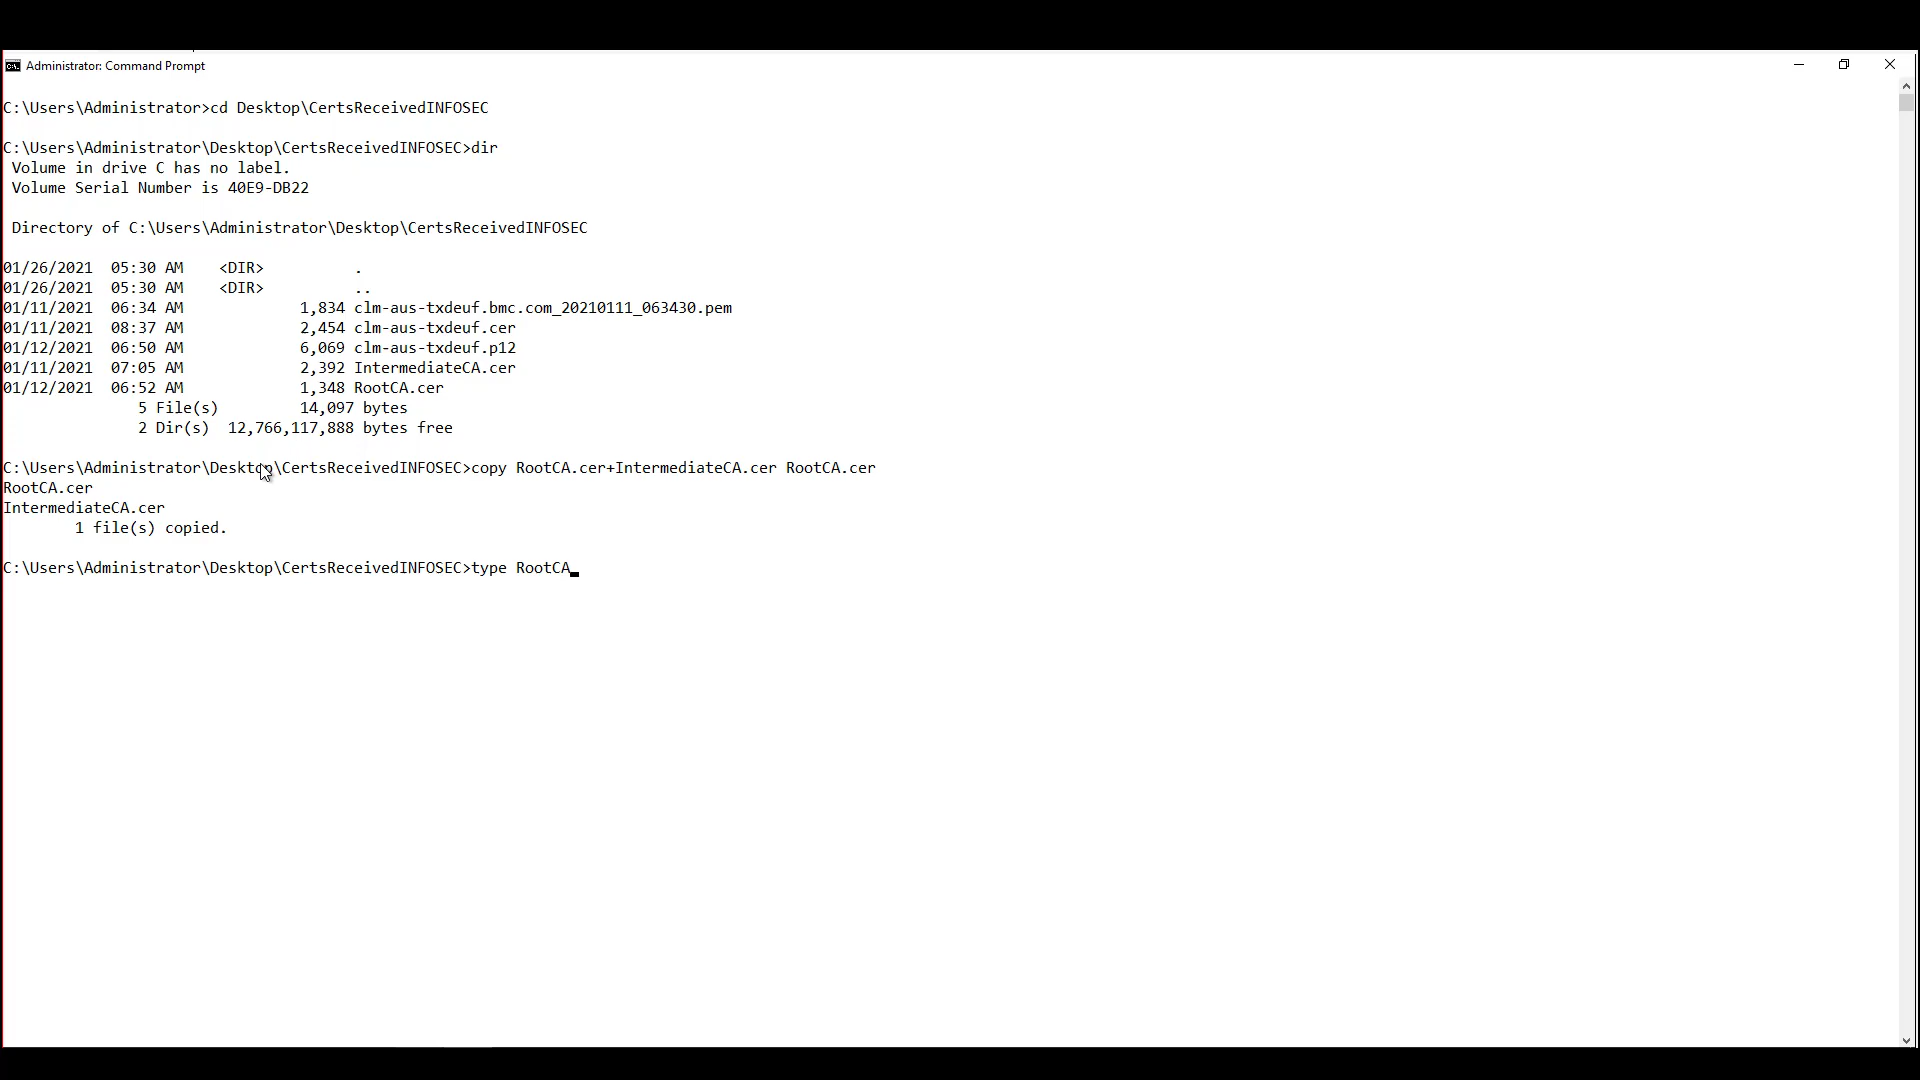 Administrator: Command Prompt
C:\Users\Administrator>cd Desktop\CertsReceivedINFOSEC
C:\Users\Administrator\Desktop\CertsReceivedINFOSEC>dir
Volume in drive C has no label.
Volume Serial Number is 40E9-DB22
Directory of C:\Users\Administrator\Desktop\CertsReceivedINFOSEC
01/26/2021  05:30 AM    <DIR>          .
01/26/2021  05:30 AM    <DIR>          ..
01/11/2021  06:34 AM             1,834 clm-aus-txdeuf.bmc.com_20210111_063430.pem
01/11/2021  08:37 AM             2,454 clm-aus-txdeuf.cer
01/12/2021  06:50 AM             6,069 clm-aus-txdeuf.p12
01/11/2021  07:05 AM             2,392 IntermediateCA.cer
01/12/2021  06:52 AM             1,348 RootCA.cer
5 File(s)         14,097 bytes
2 Dir(s)  12,766,117,888 bytes free
C:\Users\Administrator\Desktop\CertsReceivedINFOSEC>copy RootCA.cer+IntermediateCA.cer RootCA.cer
RootCA.cer
IntermediateCA.cer
1 file(s) copied.
C:\Users\Administrator\Desktop\CertsReceivedINFOSEC>type RootCA